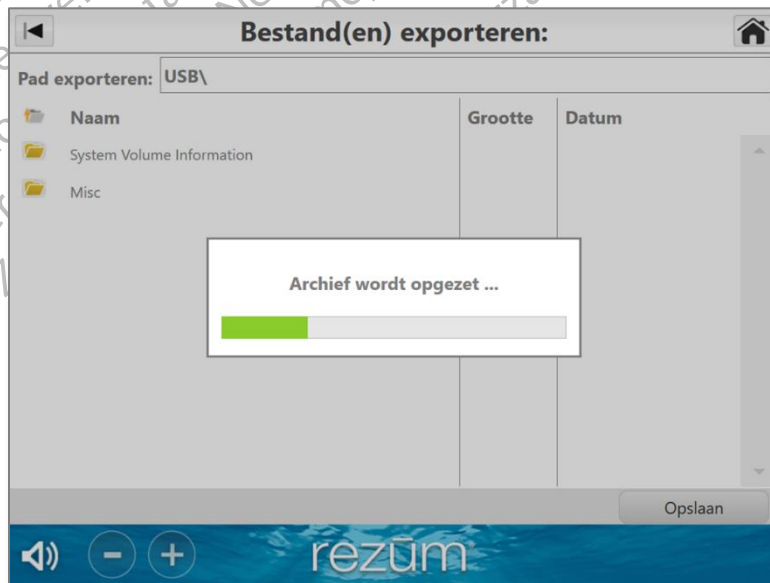 Bestand(en) exporteren:
Pad exporteren: USB\
Naam Grootte Datum
System Volume Information
Misc
Archief wordt opgezet ...
Opslaan
- + rezūm